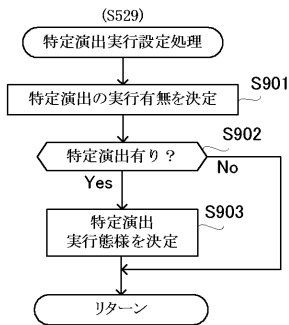 (S529)
特定演出実行設定処理
S901
特定演出の実行有無を決定
S902
特定演出有り？
No
Yes
S903
特定演出
実行態様を決定
リターン